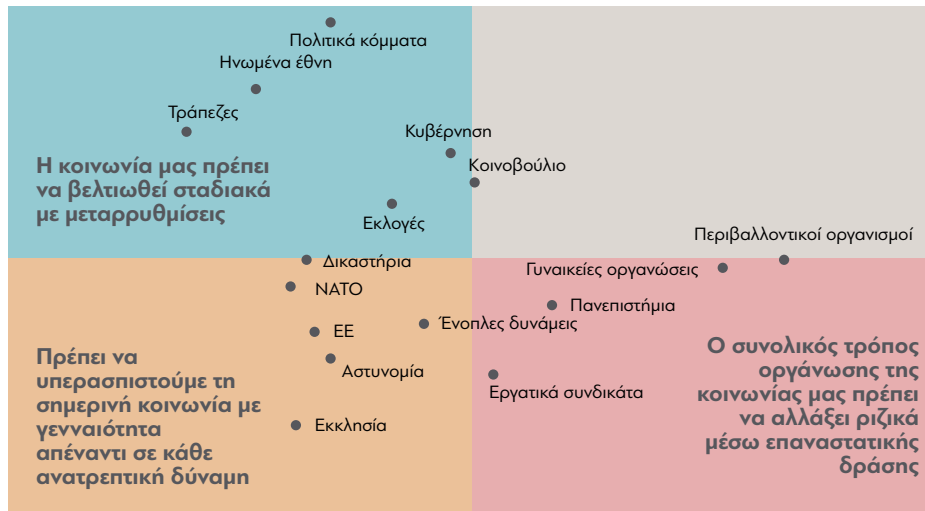 Πολιτικά κόμματα
Ηνωμένα έθνη
Τράπεζες
Κυβέρνηση
Κοινοβούλιο
Η κοινωνία μας πρέπει
να βελτιωθεί σταδιακά
με μεταρρυθμίσεις
Εκλογές
Περιβαλλοντικοί οργανισμοί
Δικαστήρια
Γυναικείες οργανώσεις
ΝΑΤΟ
Πανεπιστήμια
ΕΕ
Ένοπλες δυνάμεις
Αστυνομία
Εργατικά συνδικάτα
Εκκλησία
Πρέπει να
υπερασπιστούμε τη
σημερινή κοινωνία με
γενναιότητα
απέναντι σε κάθε
ανατρεπτική δύναμη
Ο συνολικός τρόπος
οργάνωσης της
κοινωνίας μας πρέπει
να αλλάξει ριζικά
μέσω επαναστατικής
δράσης